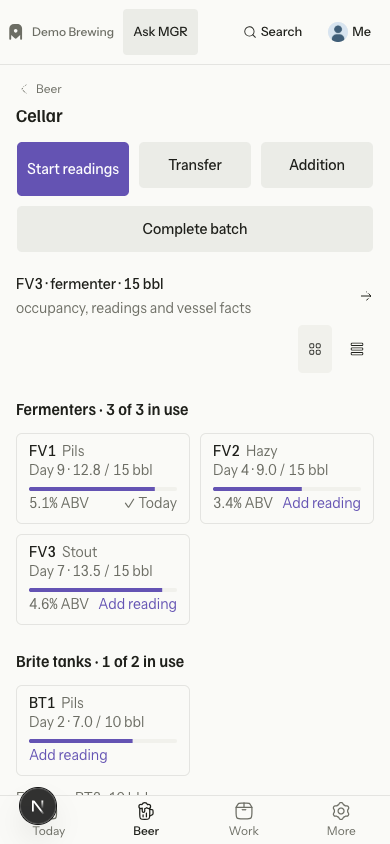 Demo Brewing
Ask MGR
Search
Me
Beer
Cellar
Start readings
Transfer
Addition
Complete batch
FV3 · fermenter · 15 bbl
occupancy, readings and vessel facts
Fermenters · 3 of 3 in use
FV1 Pils
Day 9 · 12.8 / 15 bbl
5.1% ABV ✓ Today
FV2 Hazy
Day 4 · 9.0 / 15 bbl
3.4% ABV Add reading
FV3 Stout
Day 7 · 13.5 / 15 bbl
4.6% ABV Add reading
Brite tanks · 1 of 2 in use
BT1 Pils
Day 2 · 7.0 / 10 bbl
Add reading
N
Today
Beer
Work
More